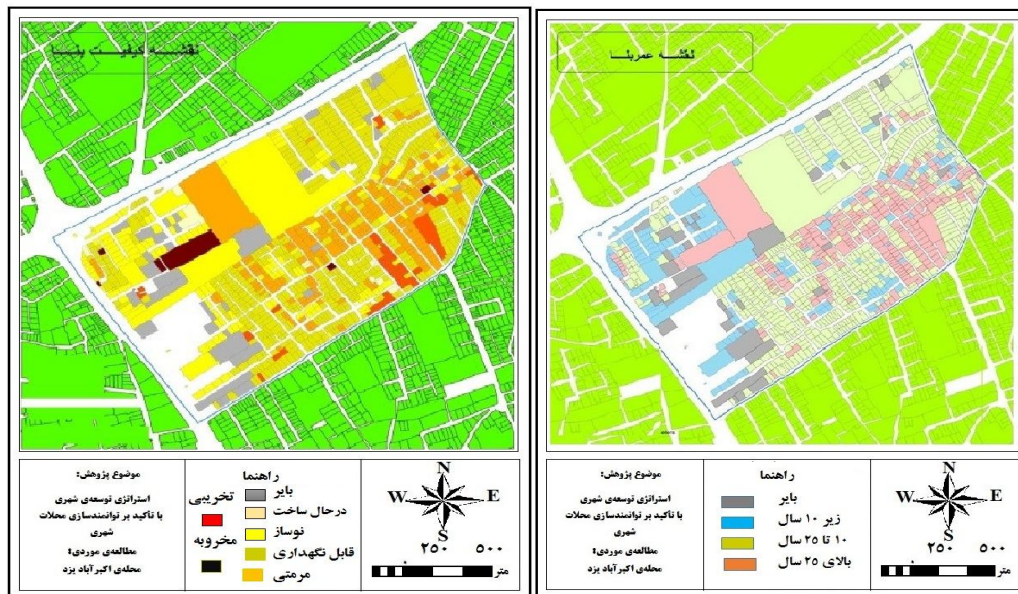 نقشه کیفیت بنا
موضوع پژوهش:
استراتژی توسعه‌ی شهری
با تأکید بر توانمندسازی محلات
شهری
مطالعه‌ی موردی:
محله‌ی اکبرآباد یزد
راهنما
بایر
درحال ساخت
نوساز
قابل نگهداری
مرمتی
تخریبی
مخروبه
N
W E
S
۲۵۰ ۵۰۰
متر
نقشه عمربنا
موضوع پژوهش:
استراتژی توسعه‌ی شهری
با تأکید بر توانمندسازی محلات
شهری
مطالعه‌ی موردی:
محله‌ی اکبرآباد یزد
راهنما
بایر
زیر ۱۰ سال
۱۰ تا ۲۵ سال
بالای ۲۵ سال
N
W E
S
۲۵۰ ۵۰۰
متر